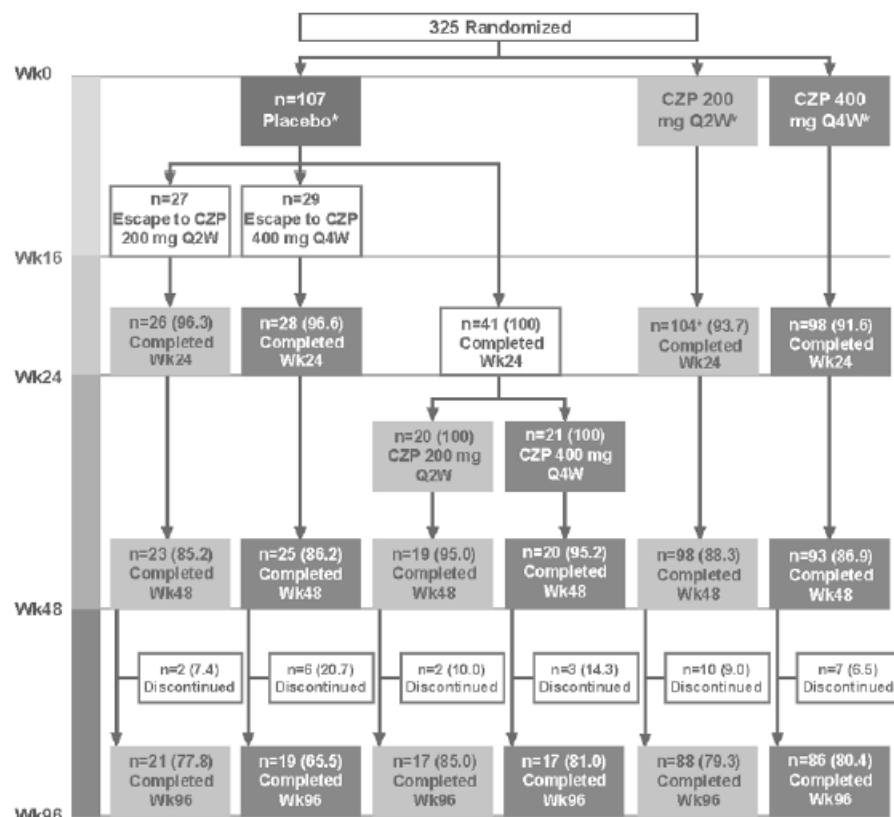 325 Randomized
Wk0
n=107
Placebo*
CZP 200
mg Q2W*
CZP 400
mg Q4W*
n=27
Escape to CZP
200 mg Q2W
n=29
Escape to CZP
400 mg Q4W
Wk16
n=26 (96.3)
Completed
Wk24
n=28 (96.6)
Completed
Wk24
n=41 (100)
Completed
Wk24
n=104⁺ (93.7)
Completed
Wk24
n=98 (91.6)
Completed
Wk24
Wk24
n=20 (100)
CZP 200 mg
Q2W
n=21 (100)
CZP 400 mg
Q4W
n=23 (85.2)
Completed
Wk48
n=25 (86.2)
Completed
Wk48
n=19 (95.0)
Completed
Wk48
n=20 (95.2)
Completed
Wk48
n=98 (88.3)
Completed
Wk48
n=93 (86.9)
Completed
Wk48
Wk48
n=2 (7.4)
Discontinued
n=6 (20.7)
Discontinued
n=2 (10.0)
Discontinued
n=3 (14.3)
Discontinued
n=10 (9.0)
Discontinued
n=7 (6.5)
Discontinued
n=21 (77.8)
Completed
Wk96
n=19 (65.5)
Completed
Wk96
n=17 (85.0)
Completed
Wk96
n=17 (81.0)
Completed
Wk96
n=88 (79.3)
Completed
Wk96
n=86 (80.4)
Completed
Wk96
Wk96